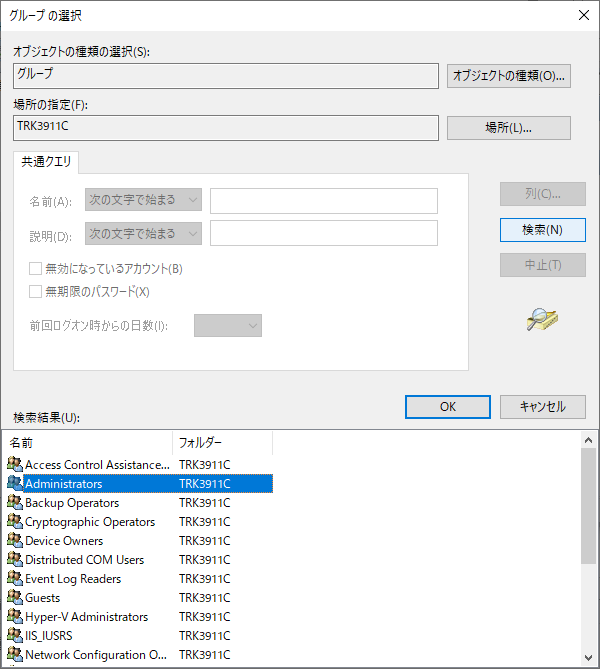 グループ の選択
オブジェクトの種類の選択(S):
グループ
オブジェクトの種類(O)...
場所の指定(F):
TRK3911C
場所(L)...
共通クエリ
名前(A):
次の文字で始まる
説明(D):
次の文字で始まる
無効になっているアカウント(B)
無期限のパスワード(X)
前回ログオン時からの日数(I):
列(C)...
検索(N)
中止(T)
OK
キャンセル
検索結果(U):
名前 フォルダー
Access Control Assistance... TRK3911C
Administrators TRK3911C
Backup Operators TRK3911C
Cryptographic Operators TRK3911C
Device Owners TRK3911C
Distributed COM Users TRK3911C
Event Log Readers TRK3911C
Guests TRK3911C
Hyper-V Administrators TRK3911C
IIS_IUSRS TRK3911C
Network Configuration O... TRK3911C